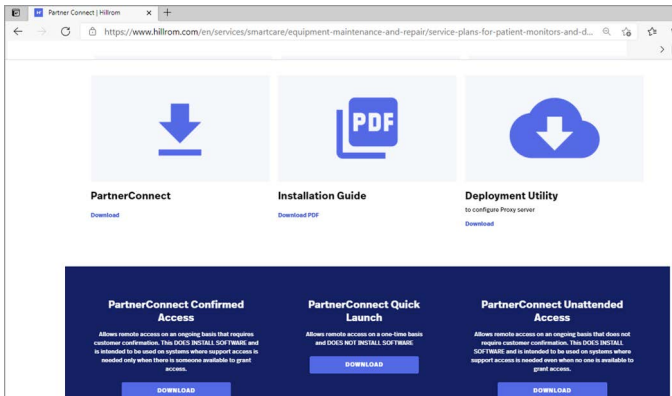 Partner Connect | Hillrom
https://www.hillrom.com/en/services/smartcare/equipment-maintenance-and-repair/service-plans-for-patient-monitors-and-d...
PDF
PartnerConnect
Download
Installation Guide
Download PDF
Deployment Utility
to configure Proxy server
Download
PartnerConnect Confirmed
Access
Allows remote access on an ongoing basis that requires
customer confirmation. This DOES INSTALL SOFTWARE and
is intended to be used on systems where support access is
needed only when there is someone available to grant
access.
DOWNLOAD
PartnerConnect Quick
Launch
Allows remote access on a one-time basis
and DOES NOT INSTALL SOFTWARE
DOWNLOAD
PartnerConnect Unattended
Access
Allows remote access on an ongoing basis that does not
require customer confirmation. This DOES INSTALL
SOFTWARE and is intended to be used on systems where
support access is needed even when no one is available to
grant access.
DOWNLOAD